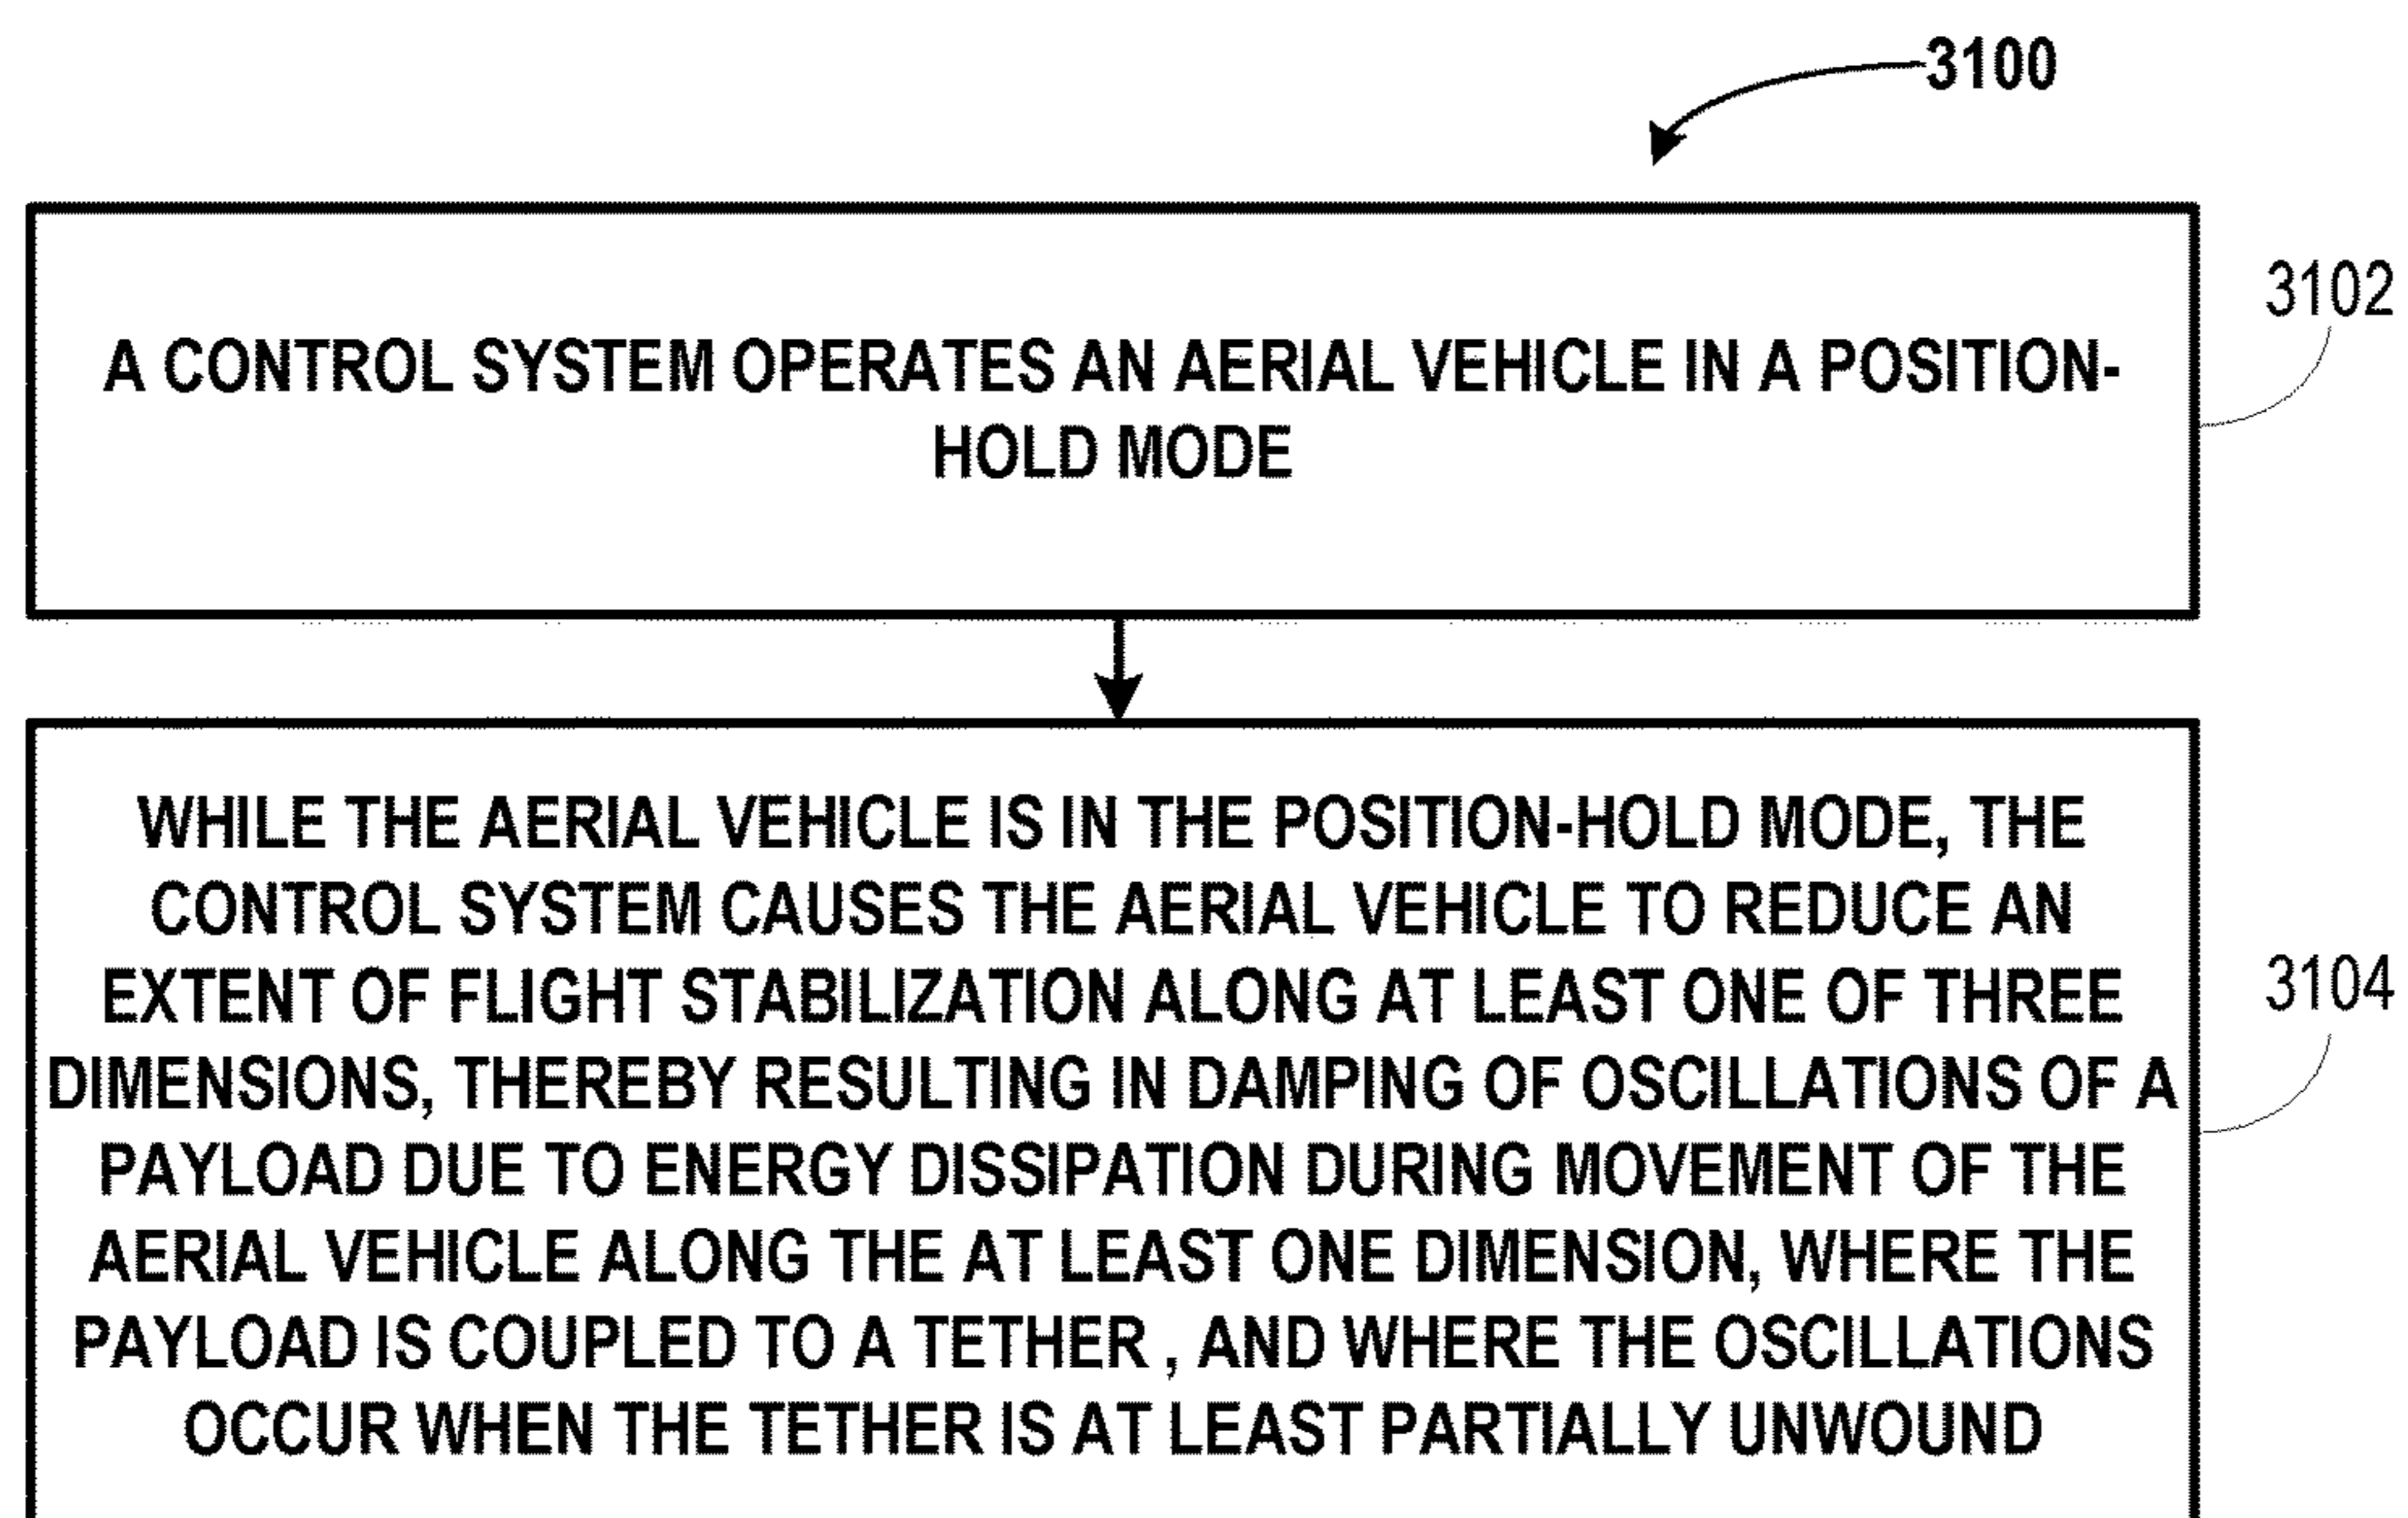 3100
A CONTROL SYSTEM OPERATES AN AERIAL VEHICLE IN A POSITION-
HOLD MODE
3102
WHILE THE AERIAL VEHICLE IS IN THE POSITION-HOLD MODE, THE
CONTROL SYSTEM CAUSES THE AERIAL VEHICLE TO REDUCE AN
EXTENT OF FLIGHT STABILIZATION ALONG AT LEAST ONE OF THREE
DIMENSIONS, THEREBY RESULTING IN DAMPING OF OSCILLATIONS OF A
PAYLOAD DUE TO ENERGY DISSIPATION DURING MOVEMENT OF THE
AERIAL VEHICLE ALONG THE AT LEAST ONE DIMENSION, WHERE THE
PAYLOAD IS COUPLED TO A TETHER , AND WHERE THE OSCILLATIONS
OCCUR WHEN THE TETHER IS AT LEAST PARTIALLY UNWOUND
3104